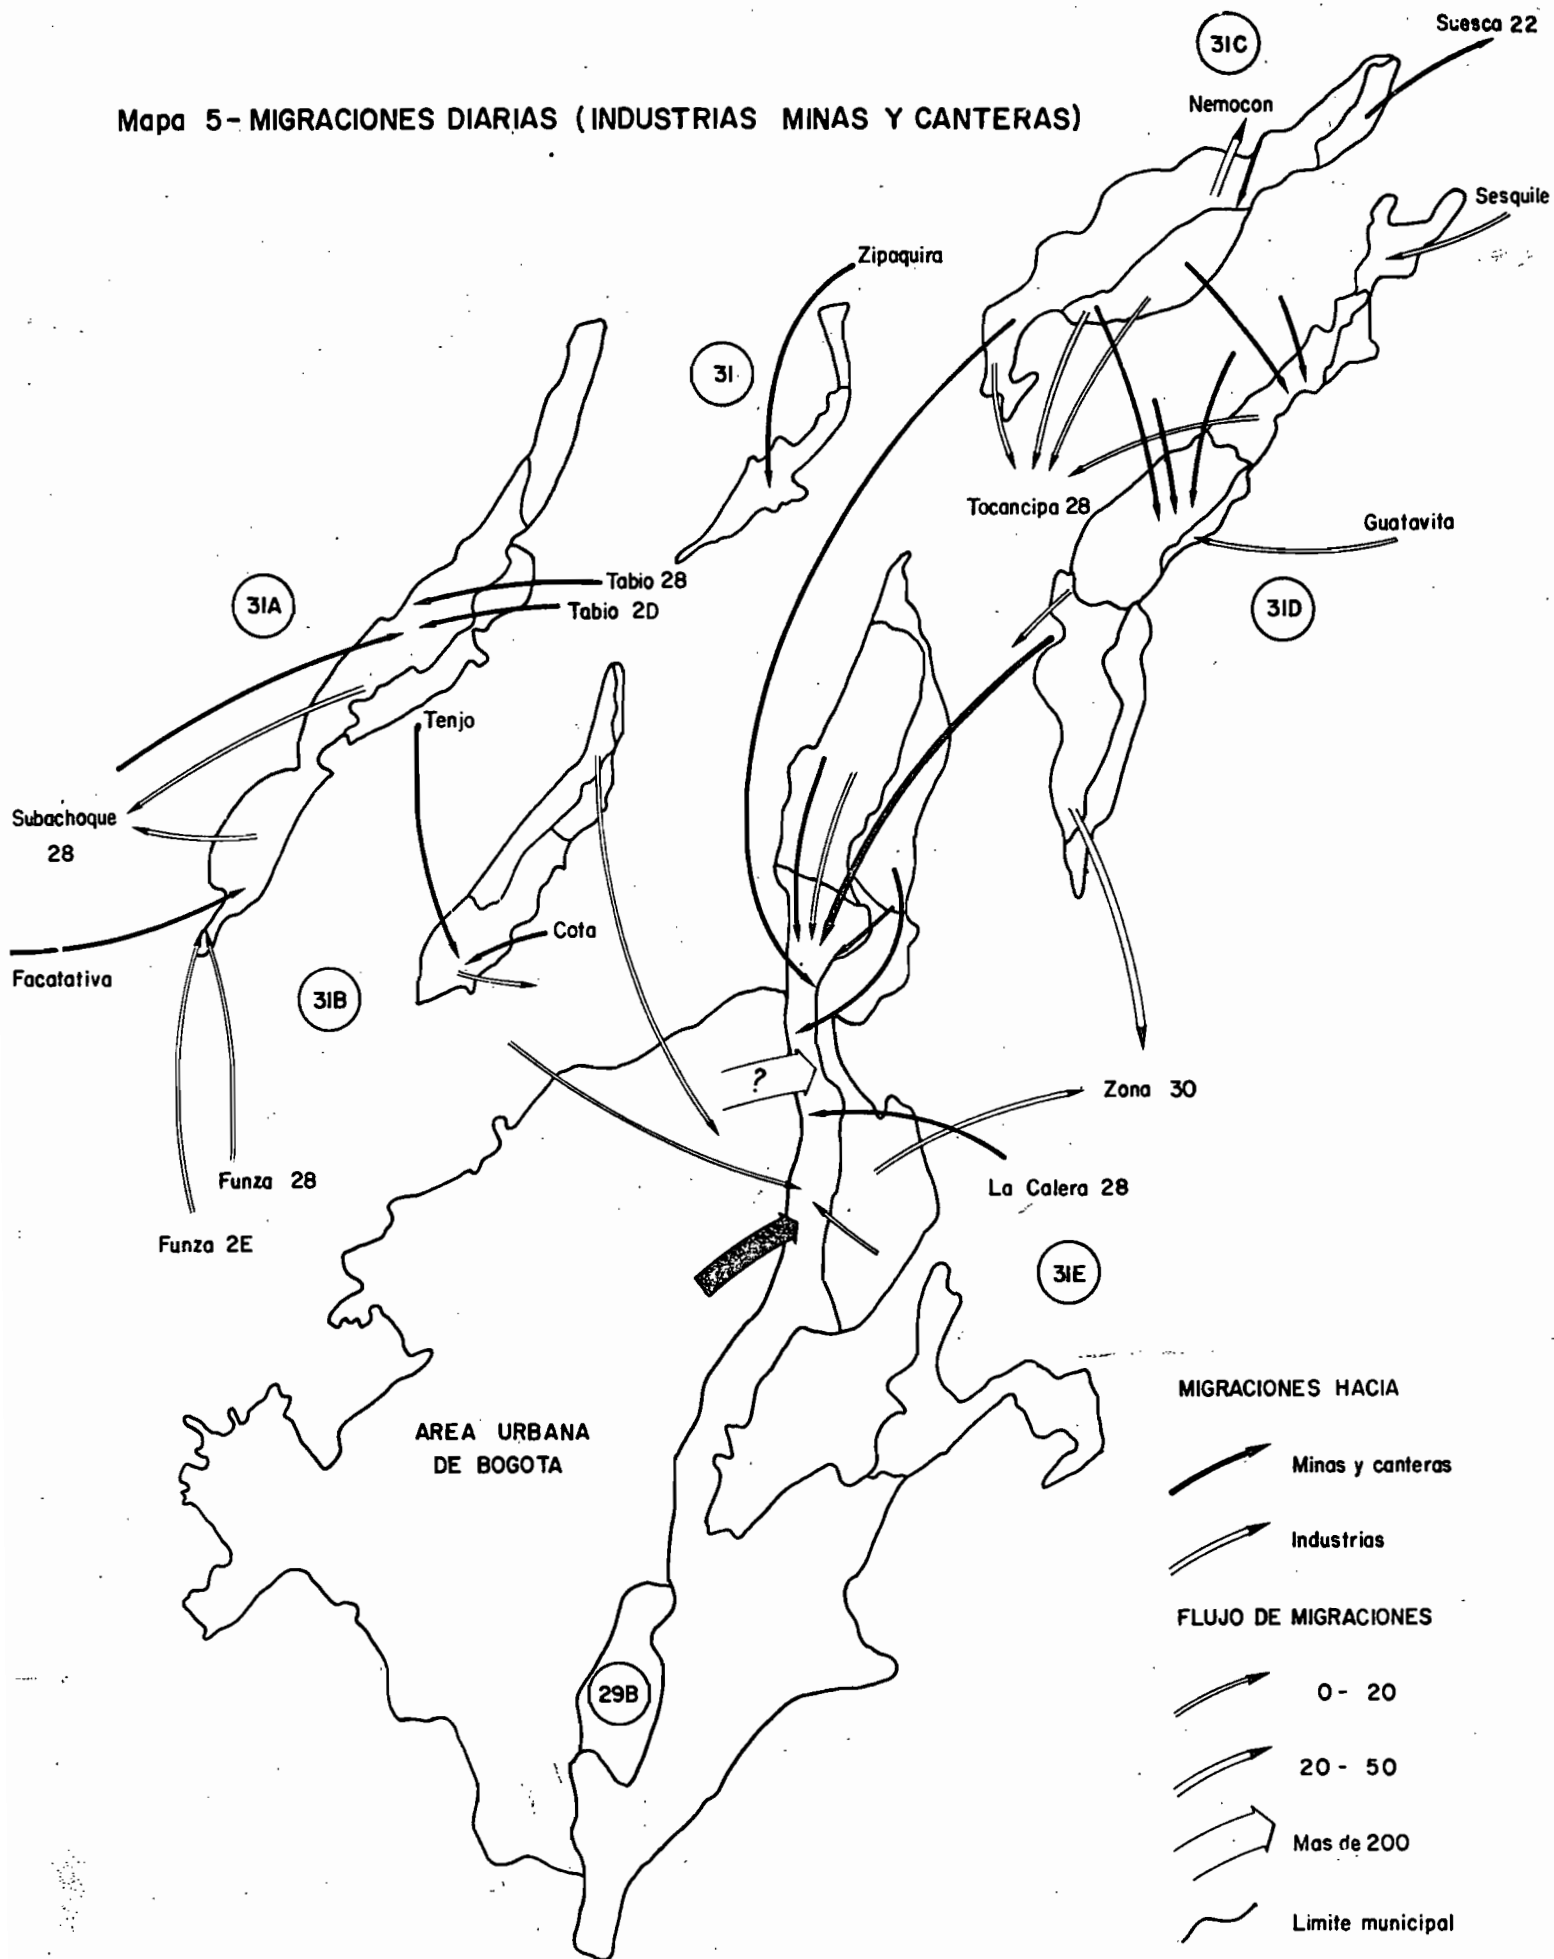 Suesca 22
31C
Mapa 5- MIGRACIONES DIARIAS (INDUSTRIAS MINAS Y CANTERAS)
Nemocon
Sesquile
Zipaquira
31
Tocancipa 28
Guatavita
31A
Tabio 28
Tabio 2D
31D
Tenjo
Subachoque
28
Cota
Facatativa
31B
?
Zona 30
Funza 28
La Calera 28
Funza 2E
31E
MIGRACIONES HACIA
AREA URBANA
DE BOGOTA
Minas y canteras
Industrias
FLUJO DE MIGRACIONES
29B
0- 20
20- 50
Mas de 200
Limite municipal